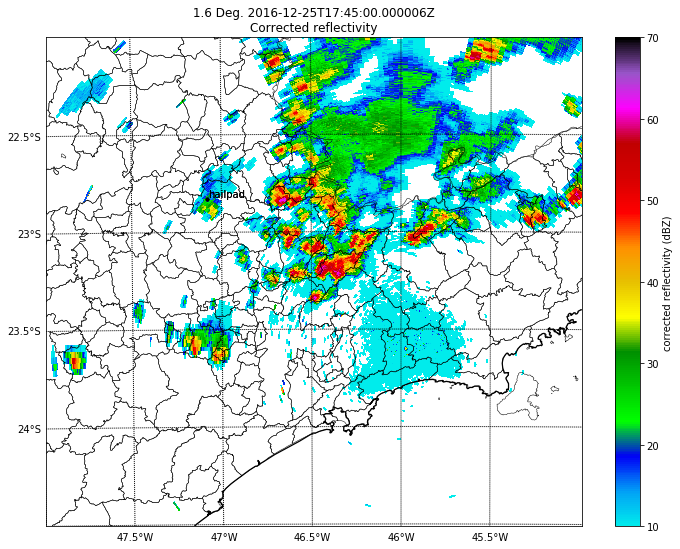 1.6 Deg. 2016-12-25T17:45:00.000006Z
Corrected reflectivity
22.5°S
23°S
23.5°S
24°S
47.5°W
47°W
46.5°W
46°W
45.5°W
hailpad
70
60
50
40
30
20
10
corrected reflectivity (dBZ)